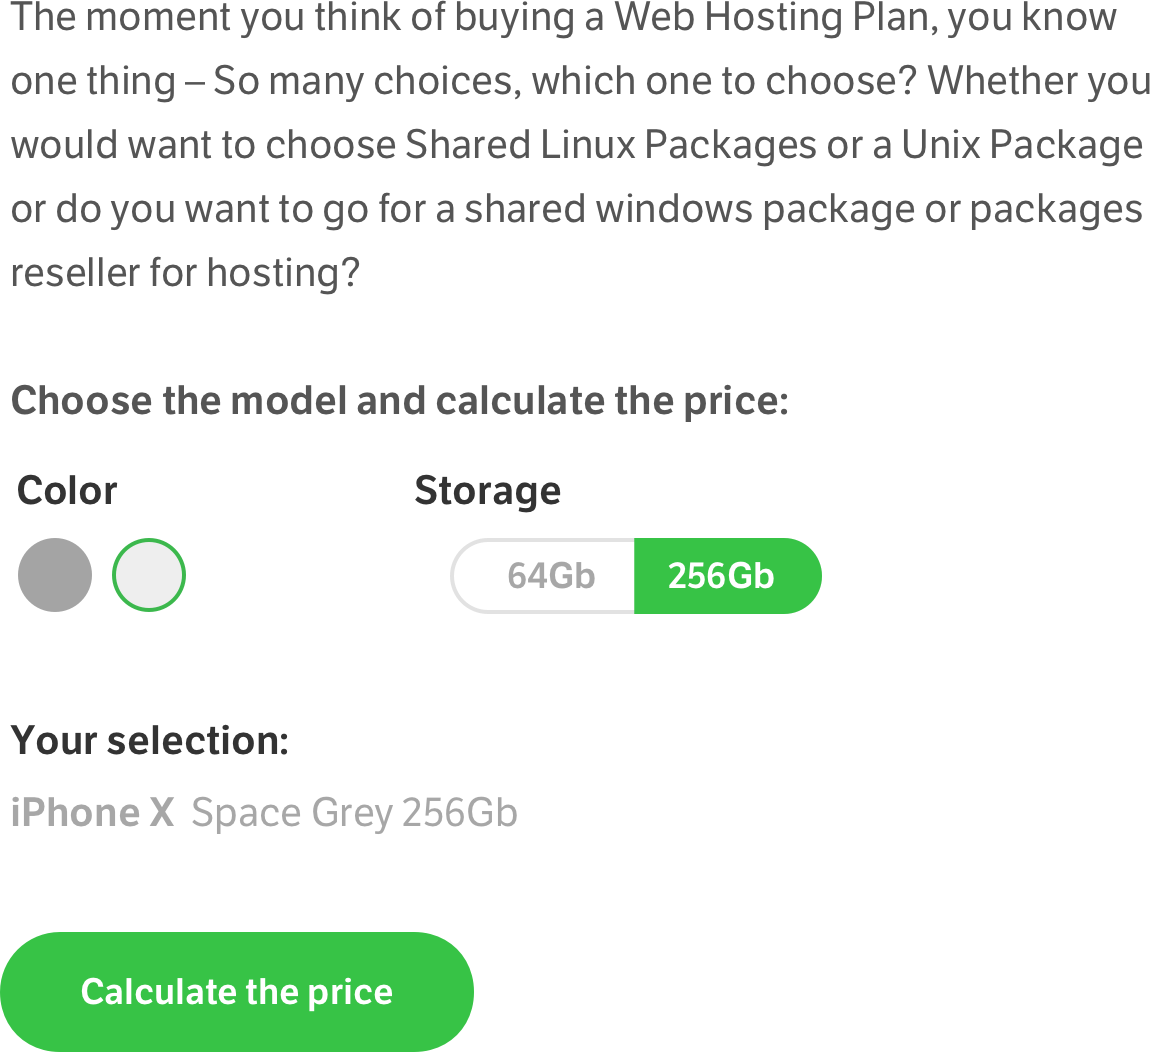 The moment you think of buying a Web Hosting Plan, you know
one thing – So many choices, which one to choose? Whether you
would want to choose Shared Linux Packages or a Unix Package
or do you want to go for a shared windows package or packages
reseller for hosting?
Choose the model and calculate the price:
Color Storage
64Gb 256Gb
Your selection:
iPhone X Space Grey 256Gb
Calculate the price